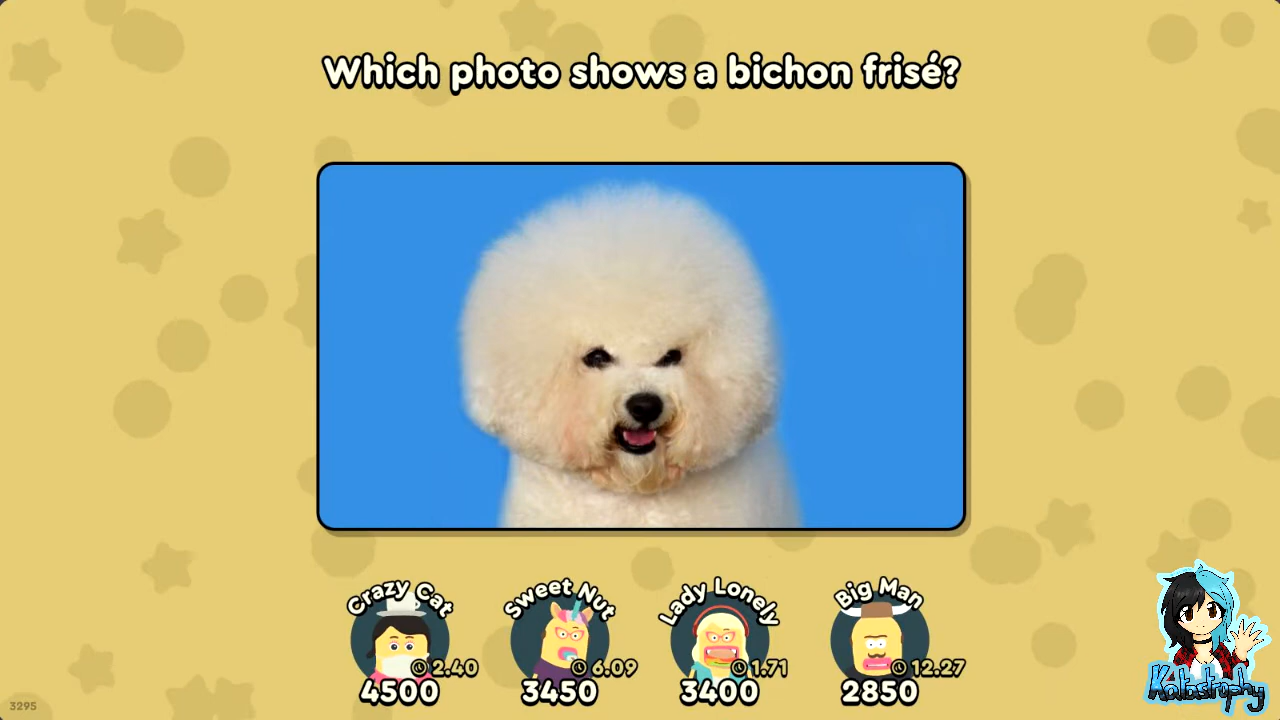 Which photo shows a bichon frisé?
Crazy Cat
2.40
4500
Sweet Nut
6.09
3450
Lady Lonely
1.71
3400
Big Man
12.27
2850
3295
Kalastrophy